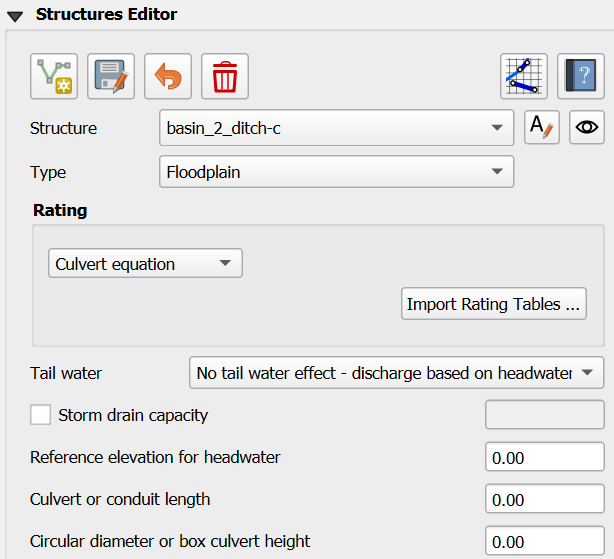 Structures Editor
Structure
basin_2_ditch-c
A
Type
Floodplain
Rating
Culvert equation
Import Rating Tables ...
Tail water
No tail water effect - discharge based on headwater
Storm drain capacity
Reference elevation for headwater
0.00
Culvert or conduit length
0.00
Circular diameter or box culvert height
0.00